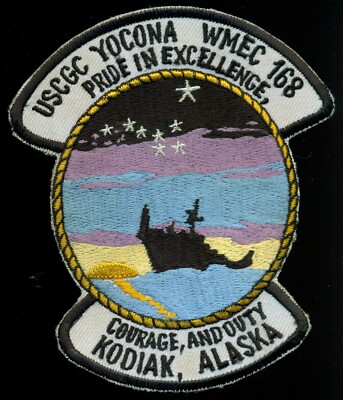 USCGC YOCONA WMEC 168
PRIDE IN EXCELLENCE,
COURAGE, AND DUTY
KODIAK, ALASKA